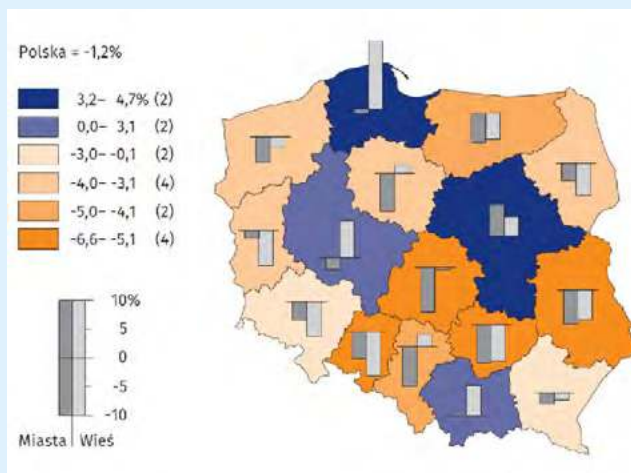 Polska = -1,2%
3,2– 4,7% (2)
0,0– 3,1 (2)
-3,0– -0,1 (2)
-4,0– -3,1 (4)
-5,0– -4,1 (2)
-6,6– -5,1 (4)
10%
5
0
-5
-10
Miasta Wieś